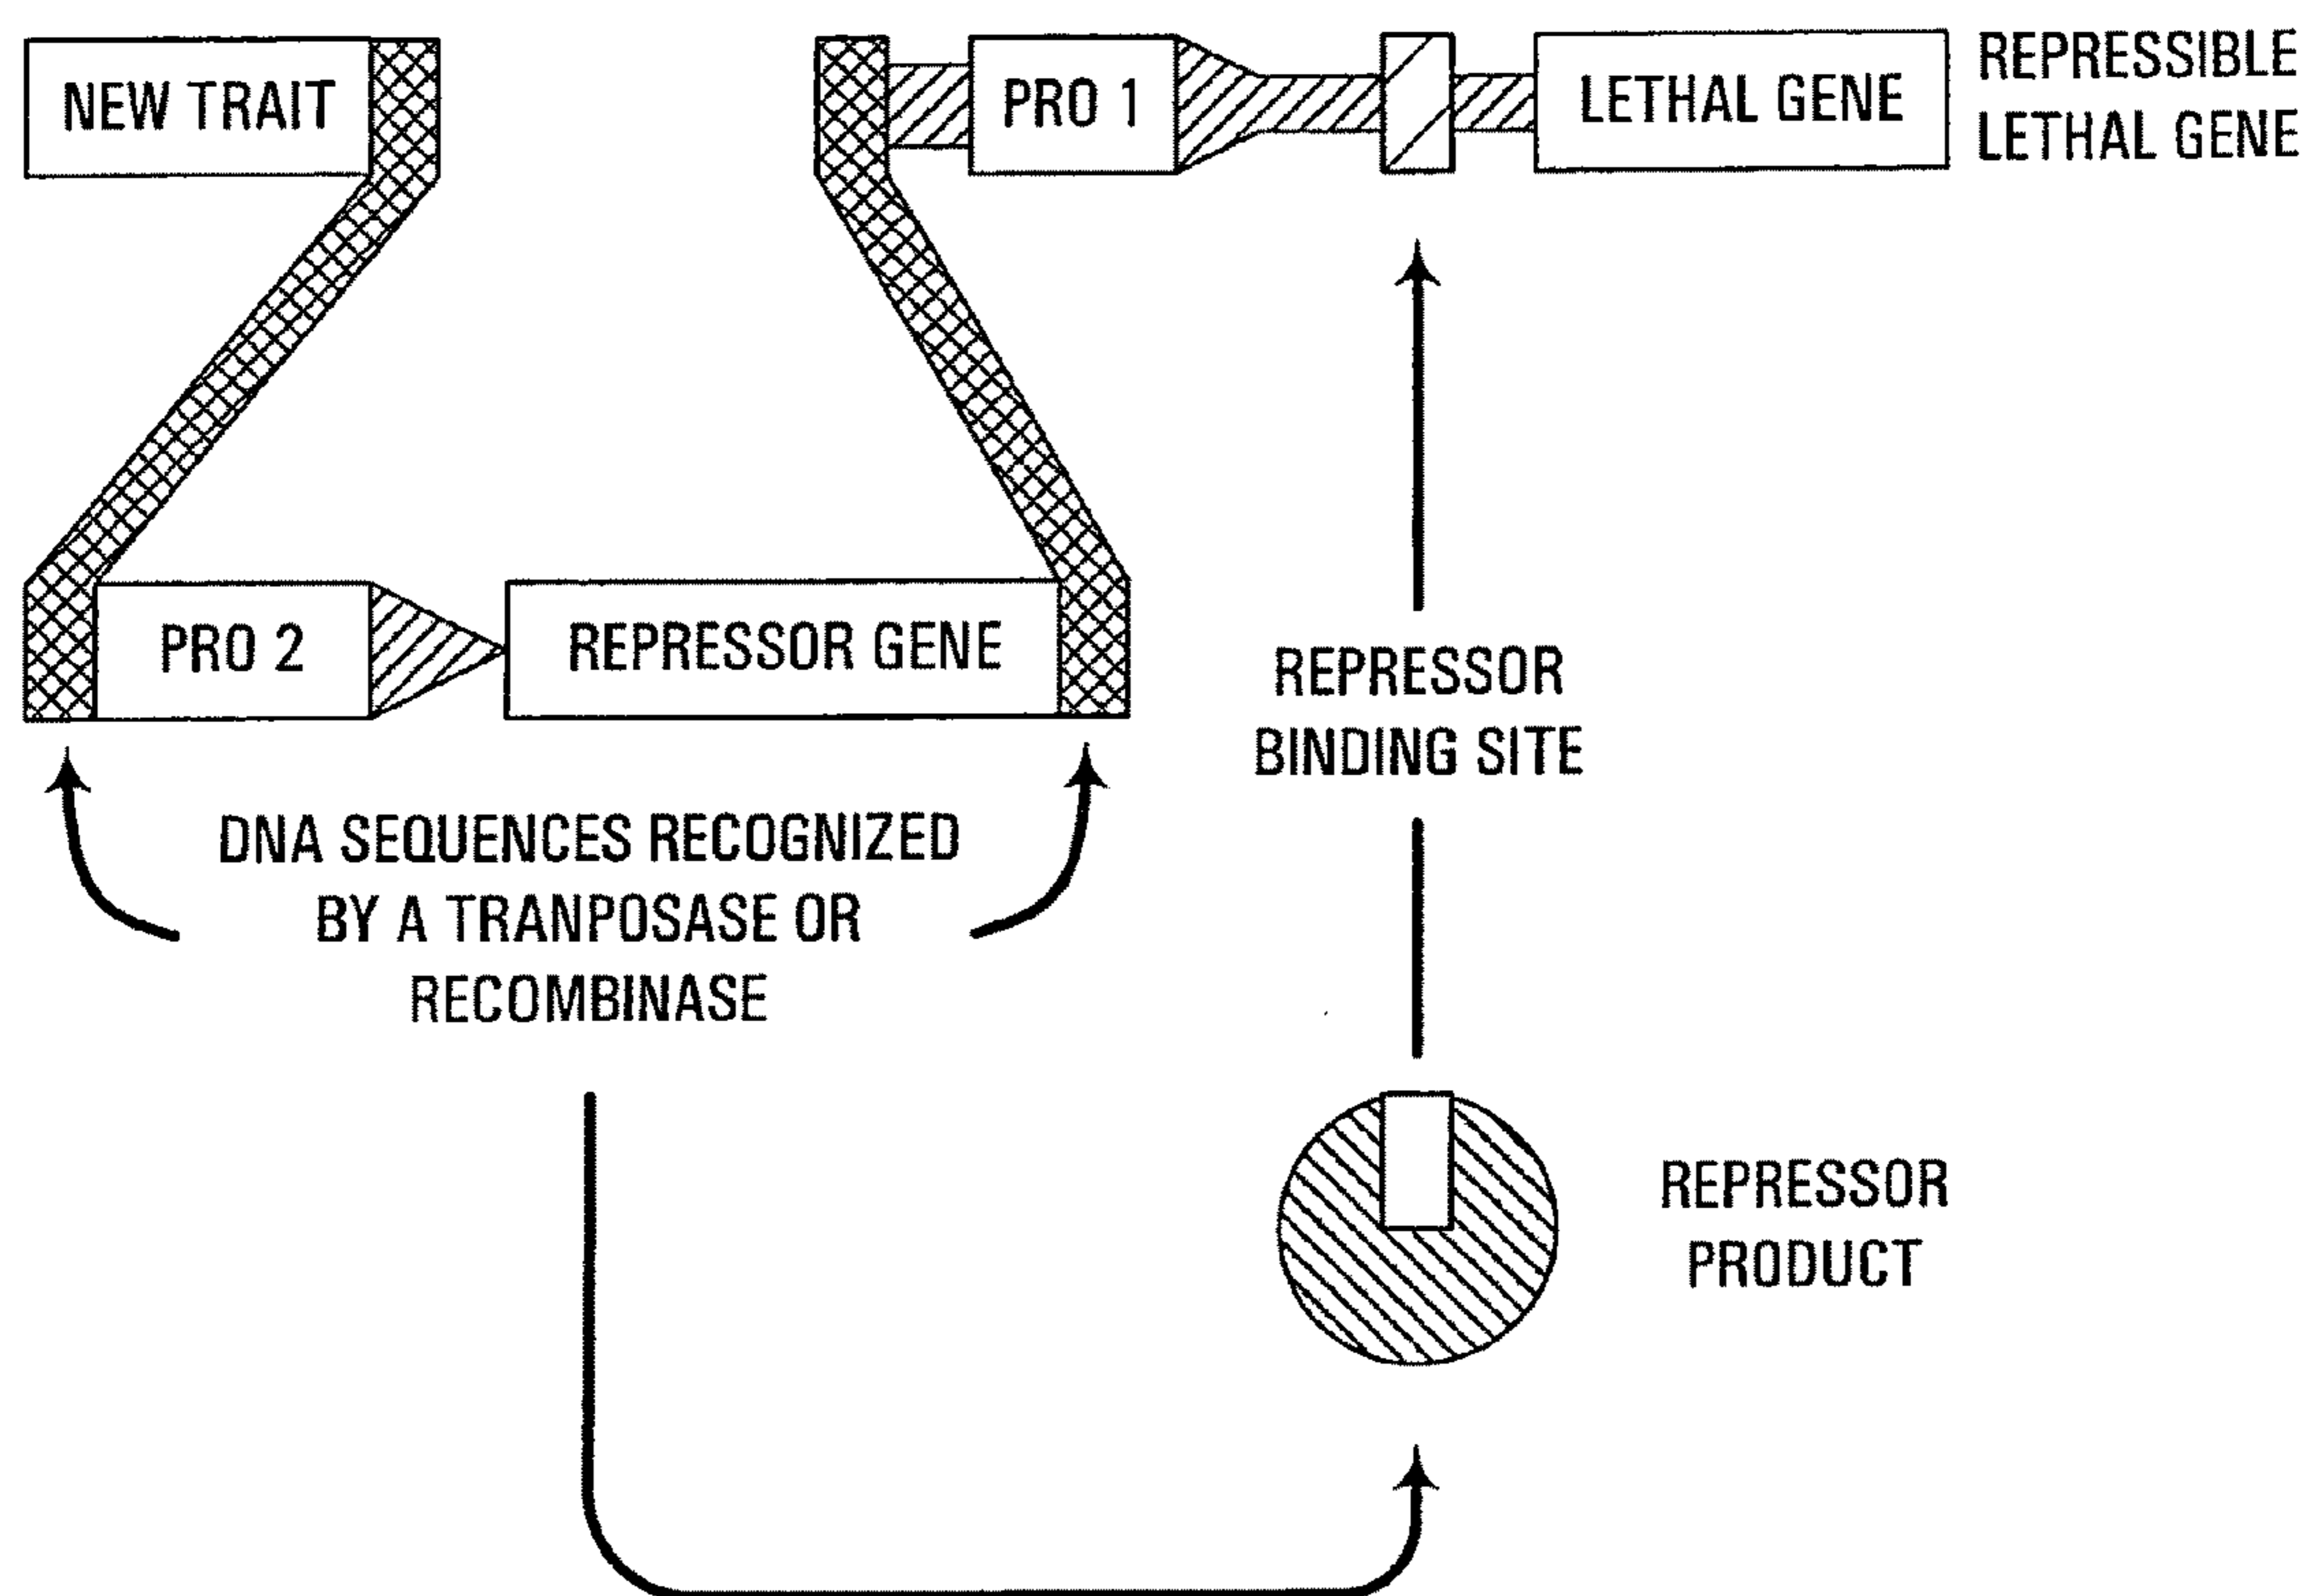 NEW TRAIT
PRO 1
LETHAL GENE
REPRESSIBLE
LETHAL GENE
PRO 2
REPRESSOR GENE
REPRESSOR
BINDING SITE
DNA SEQUENCES RECOGNIZED
BY A TRANPOSASE OR
RECOMBINASE
REPRESSOR
PRODUCT